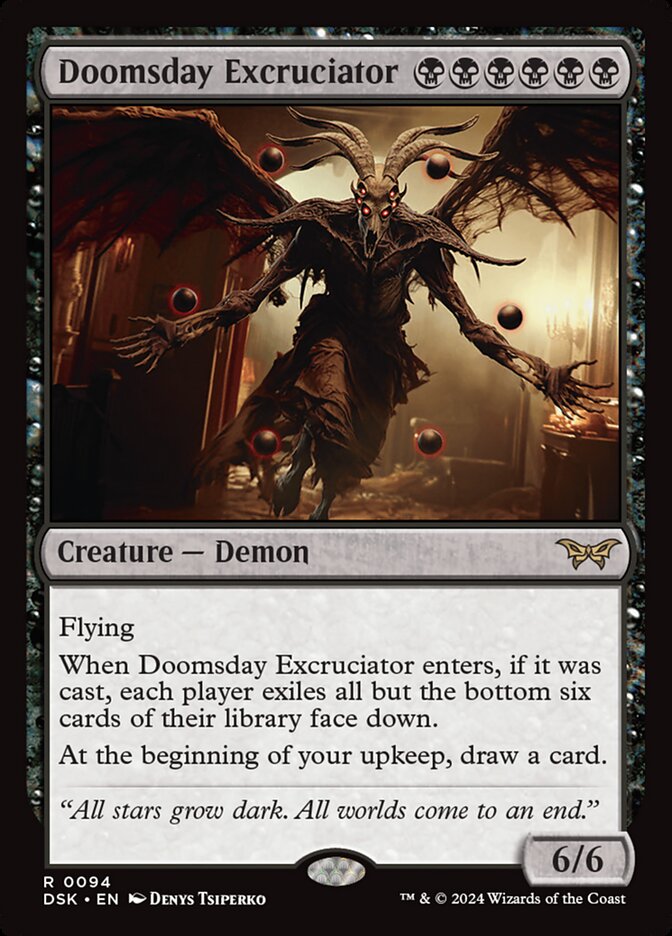 Doomsday Excruciator
Creature — Demon
Flying
When Doomsday Excruciator enters, if it was
cast, each player exiles all but the bottom six
cards of their library face down.
At the beginning of your upkeep, draw a card.
“All stars grow dark. All worlds come to an end.”
6/6
R 0094
DSK • EN Denys Tsiperko
™ & © 2024 Wizards of the Coast